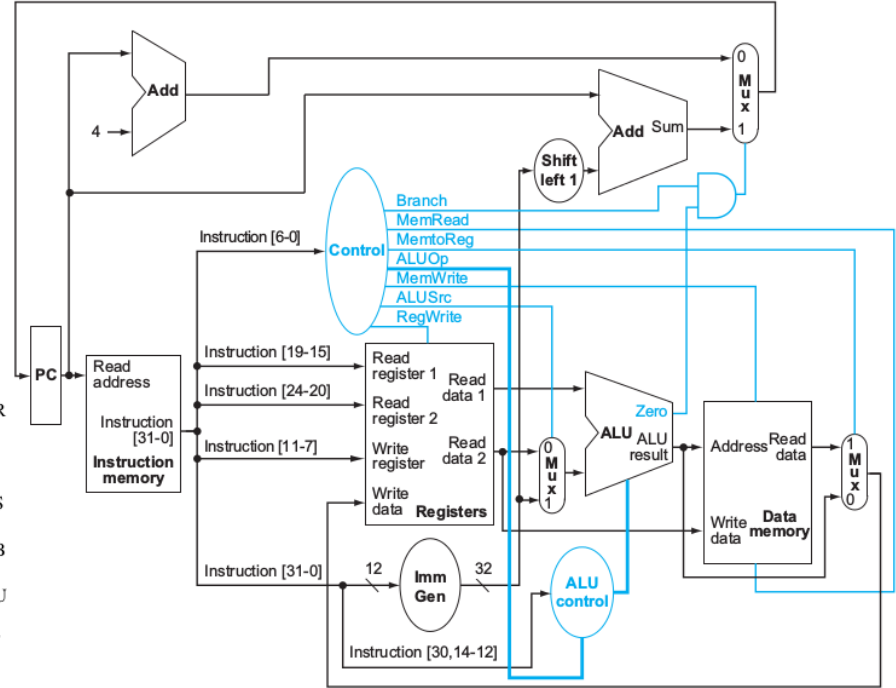 0
M
u
x
1
Add
4
Add Sum
Shift
left 1
Branch
MemRead
MemtoReg
ALUOp
MemWrite
ALUSrc
RegWrite
Control
Instruction [6-0]
PC
Read
address
Instruction
[31-0]
Instruction
memory
Instruction [19-15]
Instruction [24-20]
Instruction [11-7]
Instruction [31-0]
Read
register 1
Read
register 2
Write
register
Write
data
Read
data 1
Read
data 2
Registers
0
M
u
x
1
Zero
ALU
ALU
result
Address
Read
data
Write
data
Data
memory
1
M
u
x
0
12
Imm
Gen
32
ALU
control
Instruction [30,14-12]
R
S
B
U